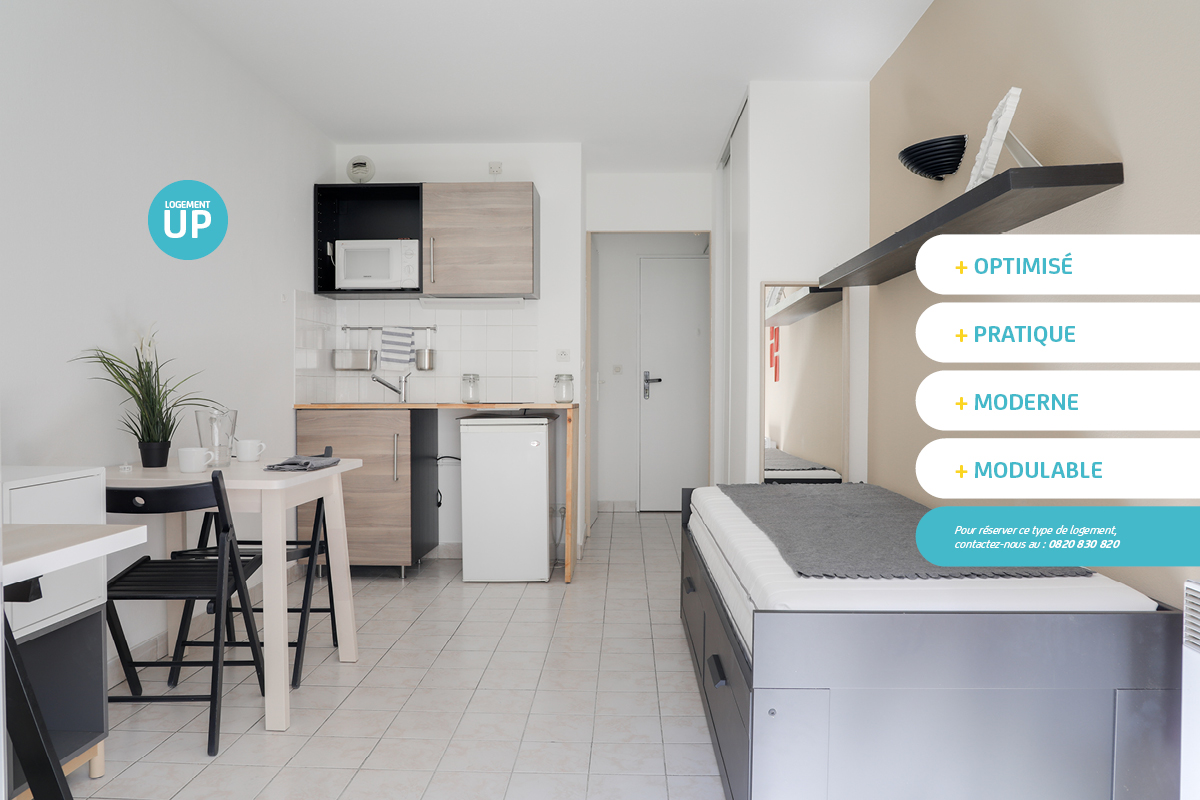 LOGEMENT
UP
+ OPTIMISÉ
+ PRATIQUE
+ MODERNE
+ MODULABLE
Pour réserver ce type de logement,
contactez-nous au : 0820 830 820